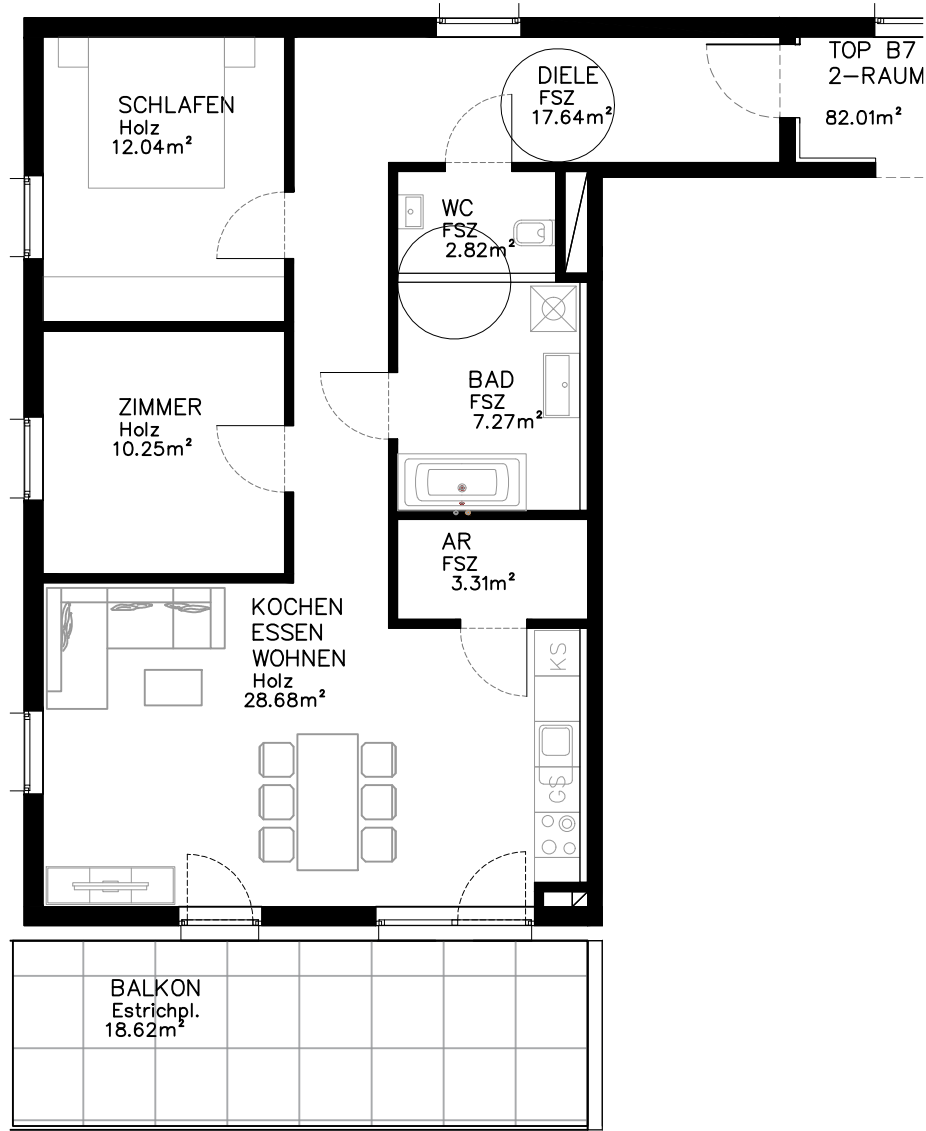 TOP B7
2-RAUM
82.01m²
DIELE
FSZ
17.64m²
SCHLAFEN
Holz
12.04m²
WC
FSZ
2.82m²
BAD
FSZ
7.27m²
ZIMMER
Holz
10.25m²
AR
FSZ
3.31m²
KOCHEN
ESSEN
WOHNEN
Holz
28.68m²
KS
GS
BALKON
Estrichpl.
18.62m²